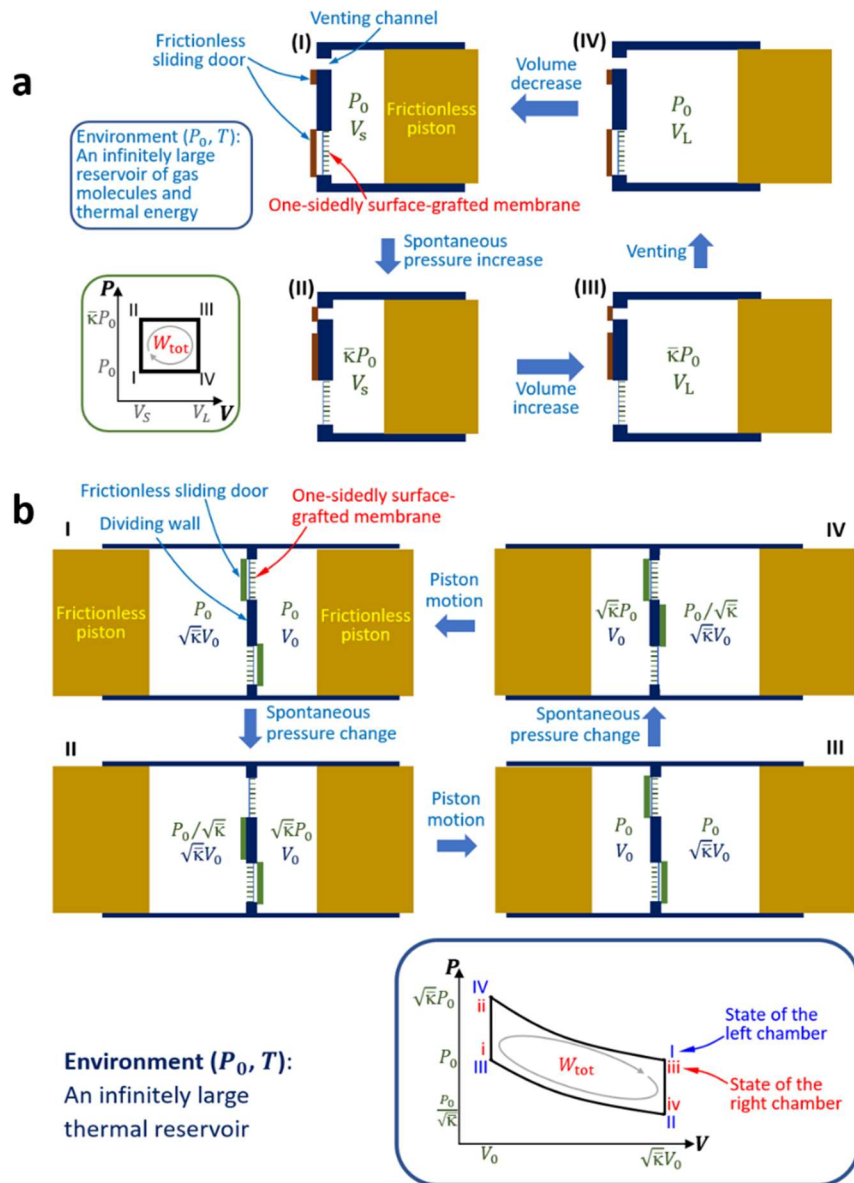 a
Frictionless
sliding door
Venting channel
(I)
P₀
Vₛ
Frictionless
piston
Volume
decrease
(IV)
P₀
V_L
Environment (P₀, T):
An infinitely large
reservoir of gas
molecules and
thermal energy
One-sidedly surface-grafted membrane
Spontaneous
pressure increase
Venting
P
II
III
κ̄P₀
W_tot
P₀
I
IV
V_S
V_L
V
(II)
κ̄P₀
Vₛ
Volume
increase
(III)
κ̄P₀
V_L
b
Frictionless sliding door
One-sidedly surface-
grafted membrane
Dividing wall
I
Frictionless
piston
P₀
√κ̄V₀
P₀
V₀
Frictionless
piston
Piston
motion
IV
√κ̄P₀
V₀
P₀/√κ̄
√κ̄V₀
Spontaneous
pressure change
Spontaneous
pressure change
II
P₀/√κ̄
√κ̄V₀
√κ̄P₀
V₀
Piston
motion
III
P₀
V₀
P₀
√κ̄V₀
Environment (P₀, T):
An infinitely large
thermal reservoir
P
√κ̄P₀
IV
ii
P₀
i
III
P₀/√κ̄
W_tot
I
iii
iv
II
V₀
√κ̄V₀
V
State of the
left chamber
State of the
right chamber